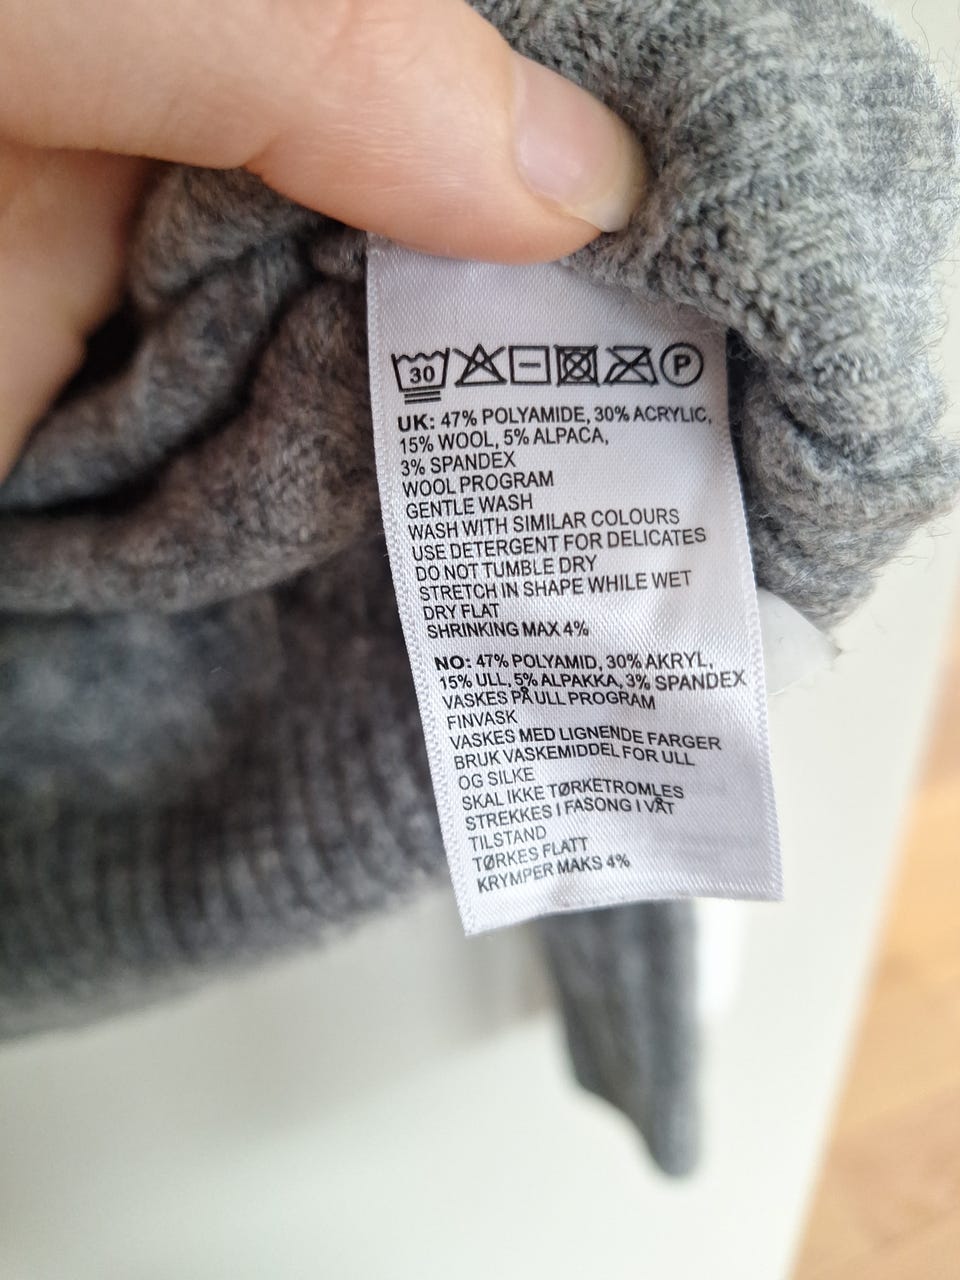 30 P
UK: 47% POLYAMIDE, 30% ACRYLIC,
15% WOOL, 5% ALPACA,
3% SPANDEX
WOOL PROGRAM
GENTLE WASH
WASH WITH SIMILAR COLOURS
USE DETERGENT FOR DELICATES
DO NOT TUMBLE DRY
STRETCH IN SHAPE WHILE WET
DRY FLAT
SHRINKING MAX 4%
NO: 47% POLYAMID, 30% AKRYL,
15% ULL, 5% ALPAKKA, 3% SPANDEX
VASKES PÅ ULL PROGRAM
FINVASK
VASKES MED LIGNENDE FARGER
BRUK VASKEMIDDEL FOR ULL
OG SILKE
SKAL IKKE TØRKETROMLES
STREKKES I FASONG I VÅT
TILSTAND
TØRKES FLATT
KRYMPER MAKS 4%